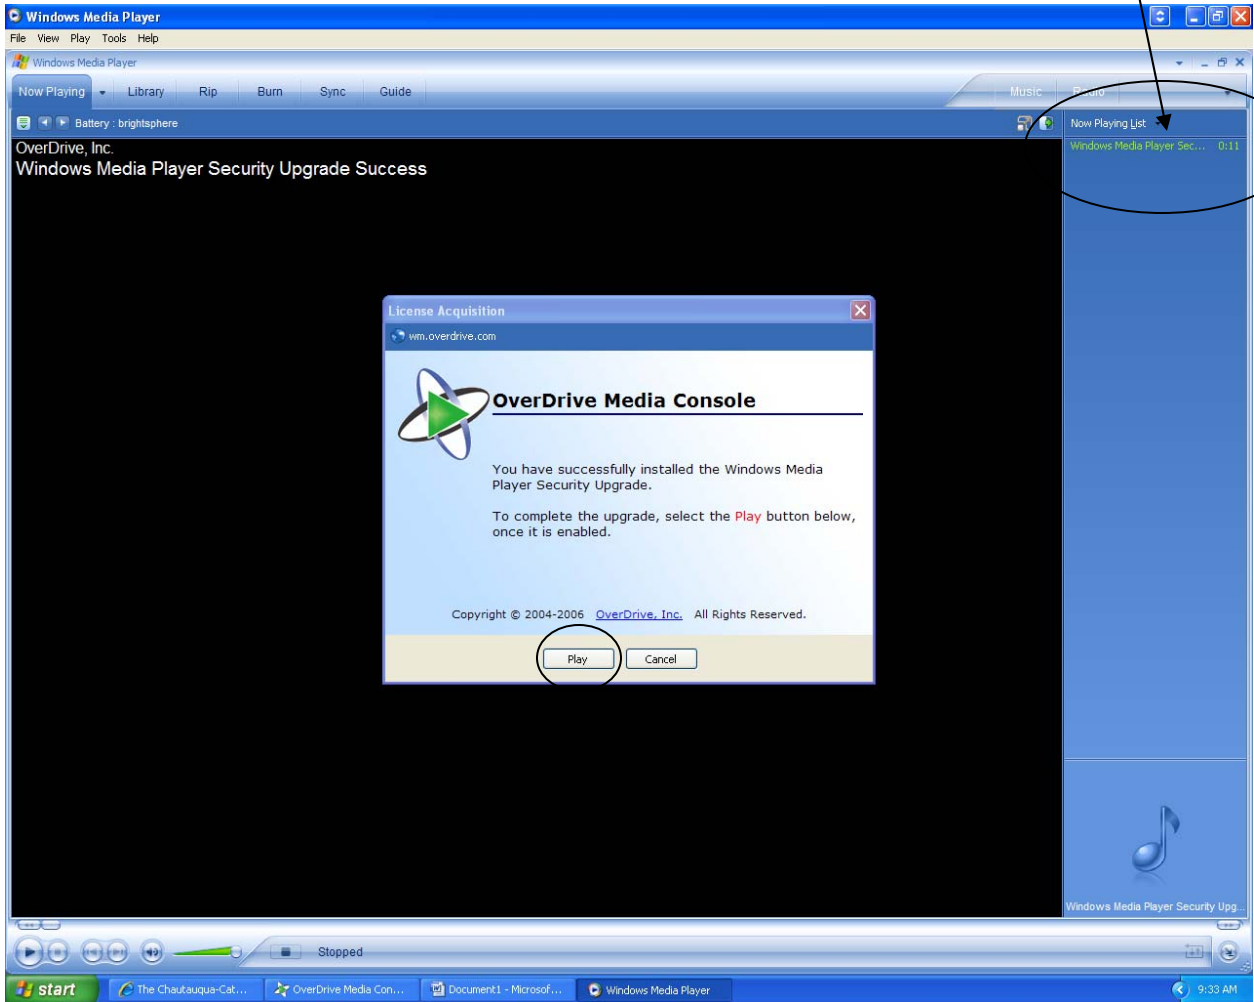 Windows Media Player
File View Play Tools Help
Windows Media Player
Now Playing Library Rip Burn Sync Guide Music Radio
Battery : brightsphere
Now Playing List
OverDrive, Inc.
Windows Media Player Security Upgrade Success
Windows Media Player Sec... 0:11
License Acquisition
wm.overdrive.com
OverDrive Media Console
You have successfully installed the Windows Media
Player Security Upgrade.
To complete the upgrade, select the Play button below,
once it is enabled.
Copyright © 2004-2006 OverDrive, Inc. All Rights Reserved.
Play Cancel
Windows Media Player Security Upg...
Stopped
start The Chautauqua-Cat... OverDrive Media Con... Document1 - Microsof... Windows Media Player 9:33 AM